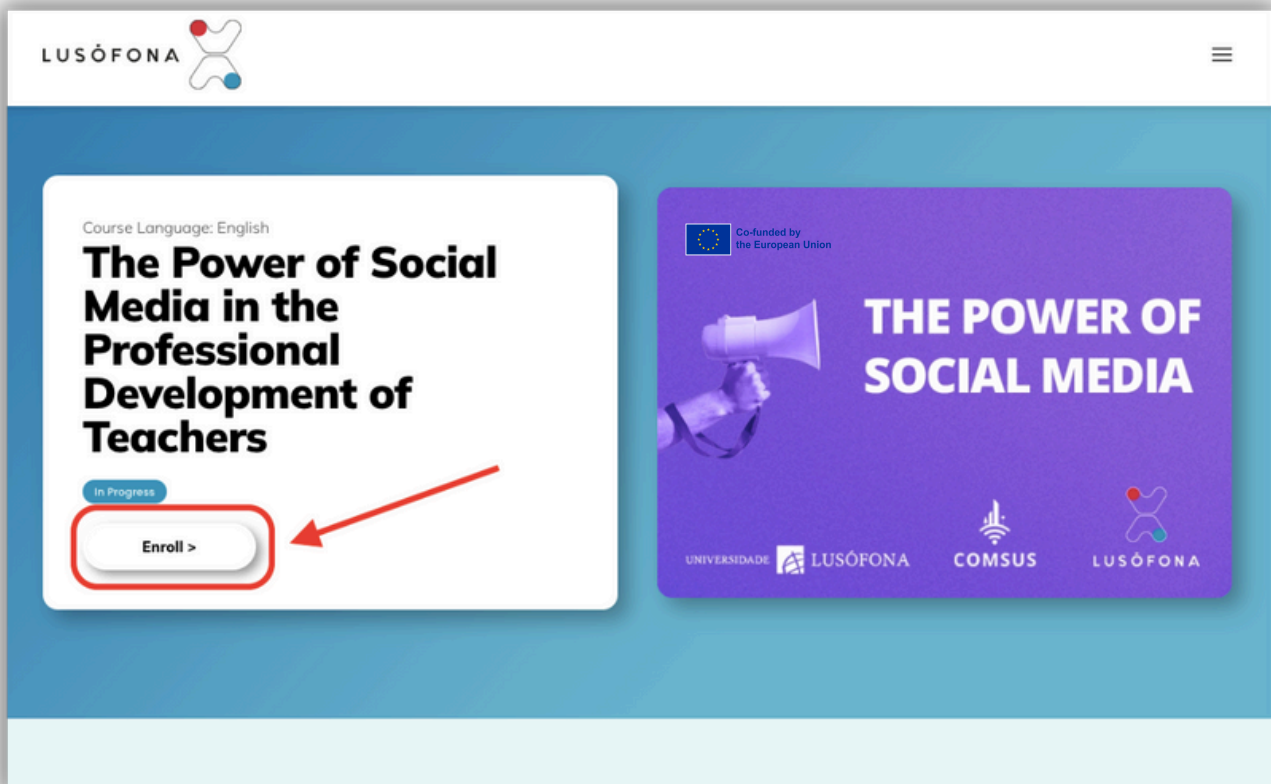 LUSÓFONA
Course Language: English
The Power of Social
Media in the
Professional
Development of
Teachers
In Progress
Enroll >
Co-funded by
the European Union
THE POWER OF
SOCIAL MEDIA
UNIVERSIDADE LUSÓFONA
COMSUS
LUSÓFONA